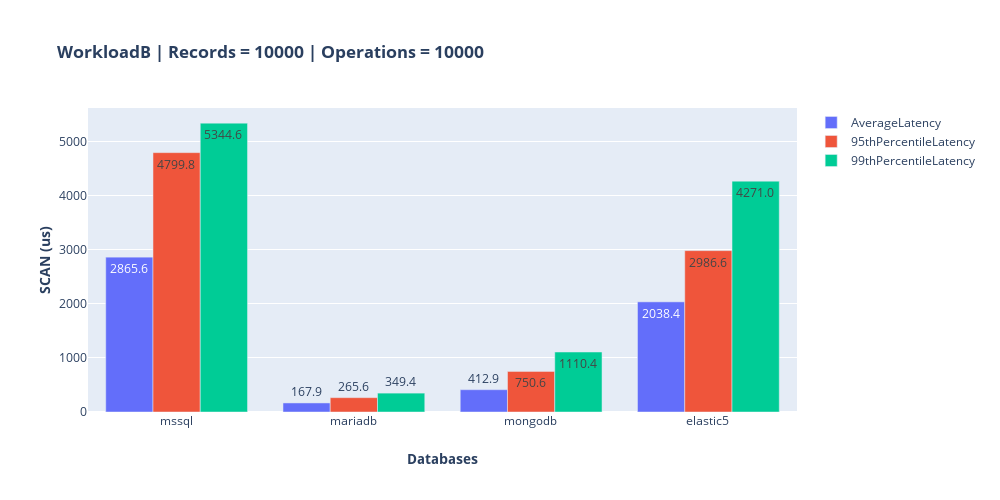 WorkloadB | Records = 10000 | Operations = 10000
AverageLatency
95thPercentileLatency
99thPercentileLatency
SCAN (us)
5000
4000
3000
2000
1000
0
2865.6
4799.8
5344.6
167.9
265.6
349.4
412.9
750.6
1110.4
2038.4
2986.6
4271.0
mssql
mariadb
mongodb
elastic5
Databases